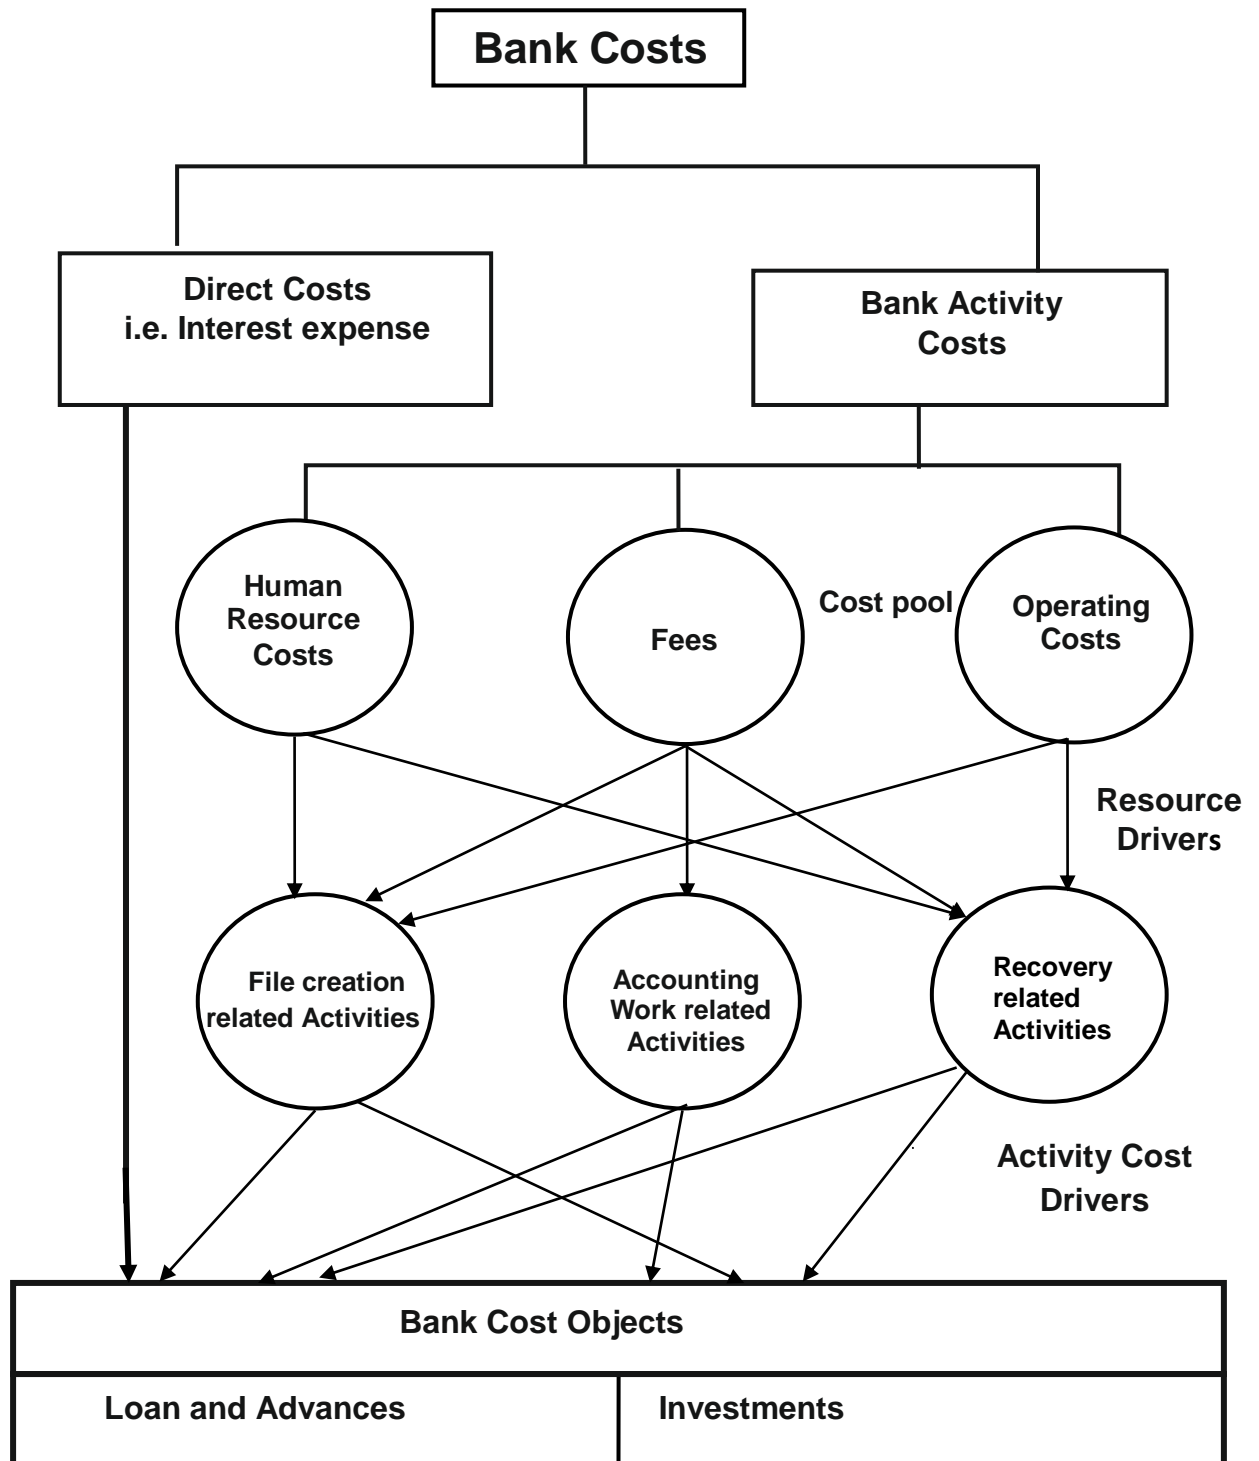 Bank Costs
Direct Costs
i.e. Interest expense
Bank Activity
Costs
Human
Resource
Costs
Fees
Cost pool
Operating
Costs
Resource
Drivers
File creation
related Activities
Accounting
Work related
Activities
Recovery
related
Activities
Activity Cost
Drivers
Bank Cost Objects
Loan and Advances
Investments